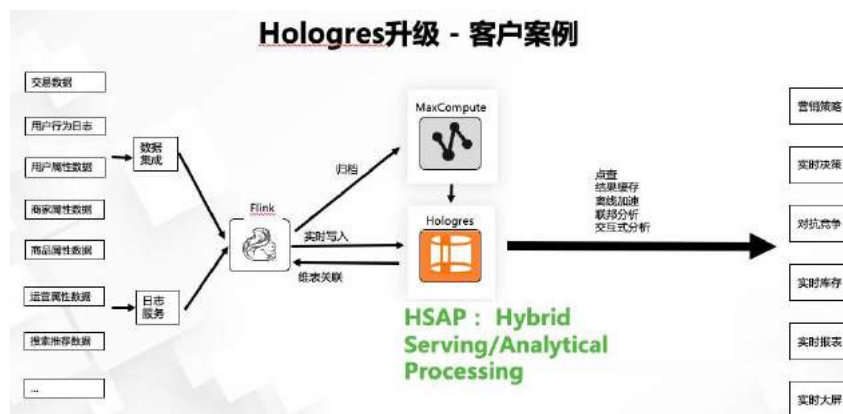 Hologres升级 - 客户案例
交易数据
用户行为日志
用户属性数据
商家属性数据
商品属性数据
运营属性数据
搜索推荐数据
...
数据
集成
日志
服务
Flink
归档
实时写入
维表关联
MaxCompute
Hologres
HSAP： Hybrid
Serving/Analytical
Processing
点查
结果缓存
离线加速
联邦分析
交互式分析
营销策略
实时决策
对抗竞争
实时库存
实时报表
实时大屏